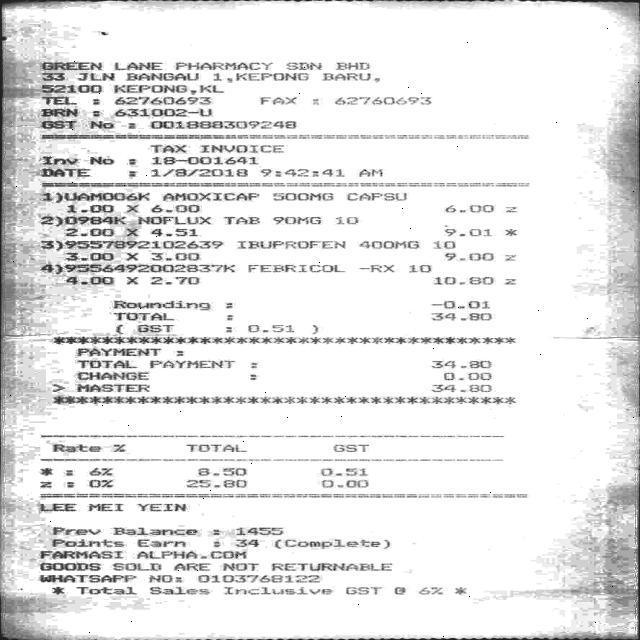 GREEN LANE PHARMACY SDN BHD
33 JLN BANGAU 1,KEPONG BARU,
52100 KEPONG,KL
TEL : 62760693 FAX : 62760693
BRN : 631002-U
GST No : 001888309248
TAX INVOICE
Inv No : 18-001641
DATE : 1/8/2018 9:42:41 AM
1)UAM006K AMOXICAP 500MG CAPSU
1.00 X 6.00 6.00 z
2)0984K NOFLUX TAB 90MG 10
2.00 X 4.51 9.01 *
3)9557892102639 IBUPROFEN 400MG 10
3.00 X 3.00 9.00 z
4)9556492002837K FEBRICOL -RX 10
4.00 X 2.70 10.80 z
Rounding : -0.01
TOTAL : 34.80
( GST : 0.51 )
***************************************
PAYMENT :
TOTAL PAYMENT : 34.80
CHANGE : 0.00
> MASTER 34.80
***************************************
Rate % TOTAL GST
* : 6% 8.50 0.51
z : 0% 25.80 0.00
LEE MEI YEIN
Prev Balance : 1455
Points Earn : 34 (Complete)
FARMASI ALPHA.COM
GOODS SOLD ARE NOT RETURNABLE
WHATSAPP NO: 0103768122
* Total Sales Inclusive GST @ 6% *